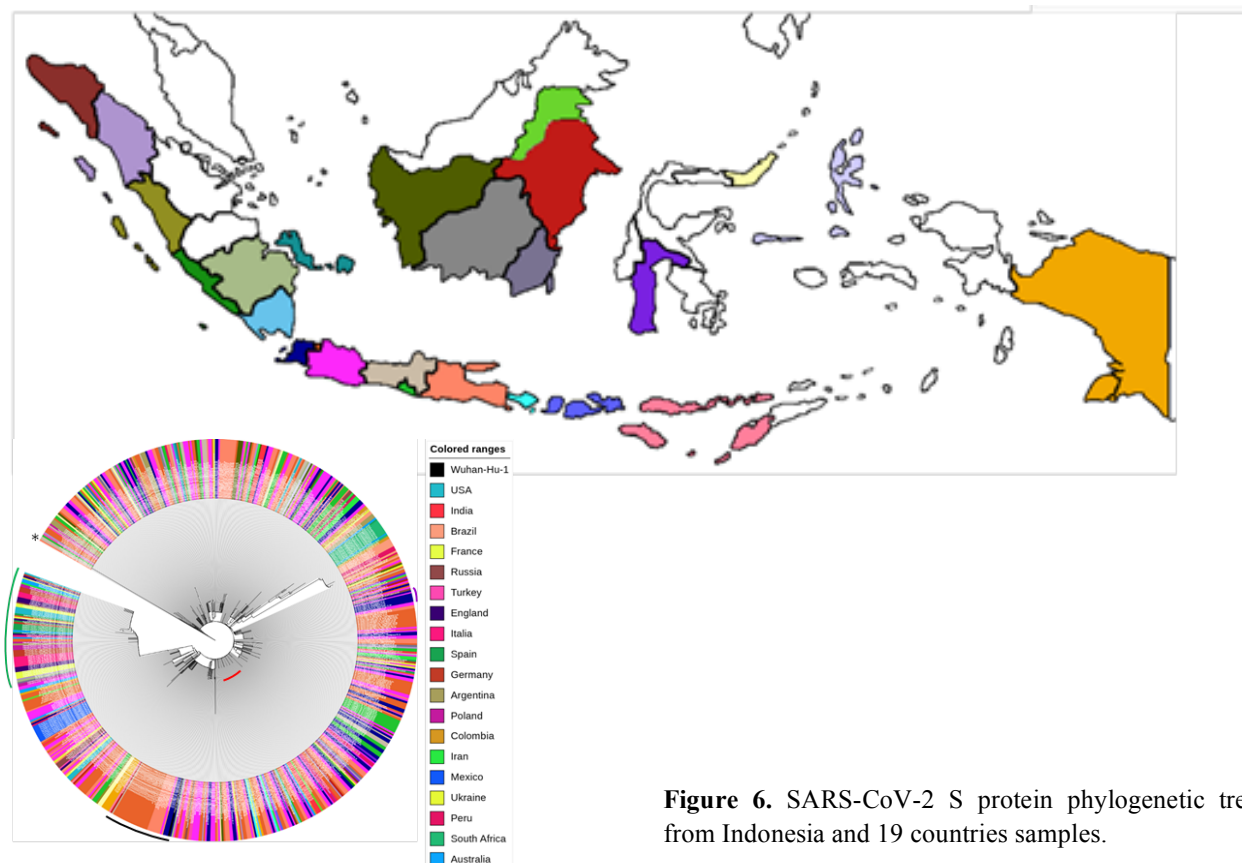 *
Colored ranges
Wuhan-Hu-1
USA
India
Brazil
France
Russia
Turkey
England
Italia
Spain
Germany
Argentina
Poland
Colombia
Iran
Mexico
Ukraine
Peru
South Africa
Australia
Figure 6. SARS-CoV-2 S protein phylogenetic tre
from Indonesia and 19 countries samples.